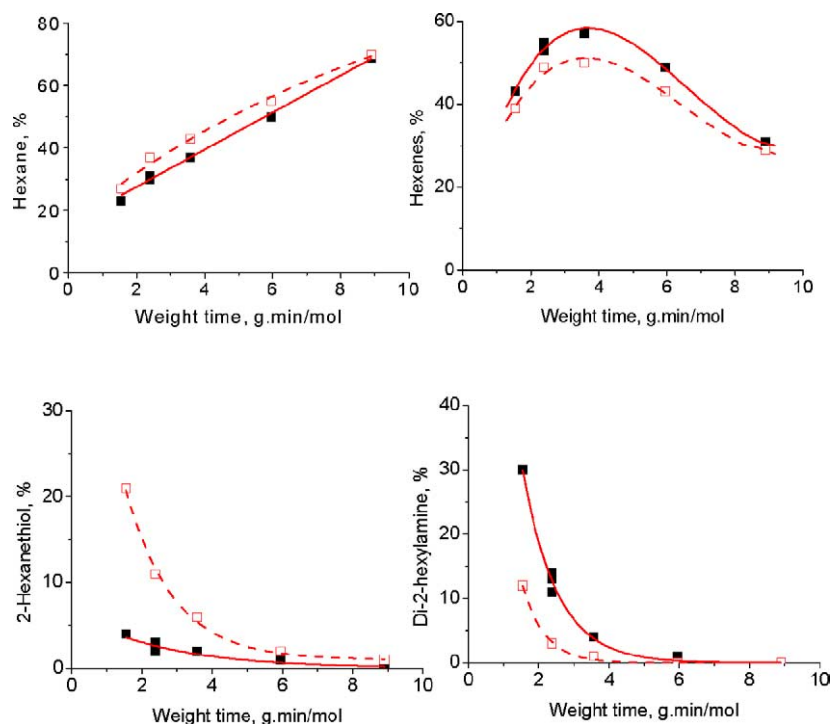 Hexane, %
80
60
40
20
0
0 2 4 6 8 10
Weight time, g.min/mol
Hexenes, %
60
40
20
0
0 2 4 6 8 10
Weight time, g.min/mol
2-Hexanethiol, %
30
20
10
0
0 2 4 6 8 10
Weight time, g.min/mol
Di-2-hexylamine, %
40
30
20
10
0
0 2 4 6 8 10
Weight time, g.min/mol